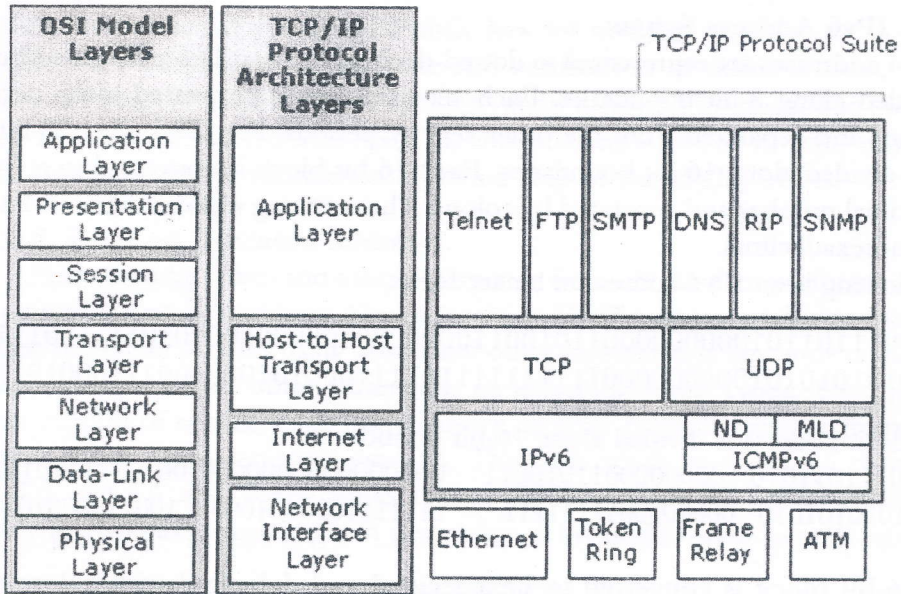 OSI Model
Layers
Application
Layer
Presentation
Layer
Session
Layer
Transport
Layer
Network
Layer
Data-Link
Layer
Physical
Layer
TCP/IP
Protocol
Architecture
Layers
Application
Layer
Host-to-Host
Transport
Layer
Internet
Layer
Network
Interface
Layer
TCP/IP Protocol Suite
Telnet
FTP
SMTP
DNS
RIP
SNMP
TCP
UDP
IPv6
ND
MLD
ICMPv6
Ethernet
Token
Ring
Frame
Relay
ATM